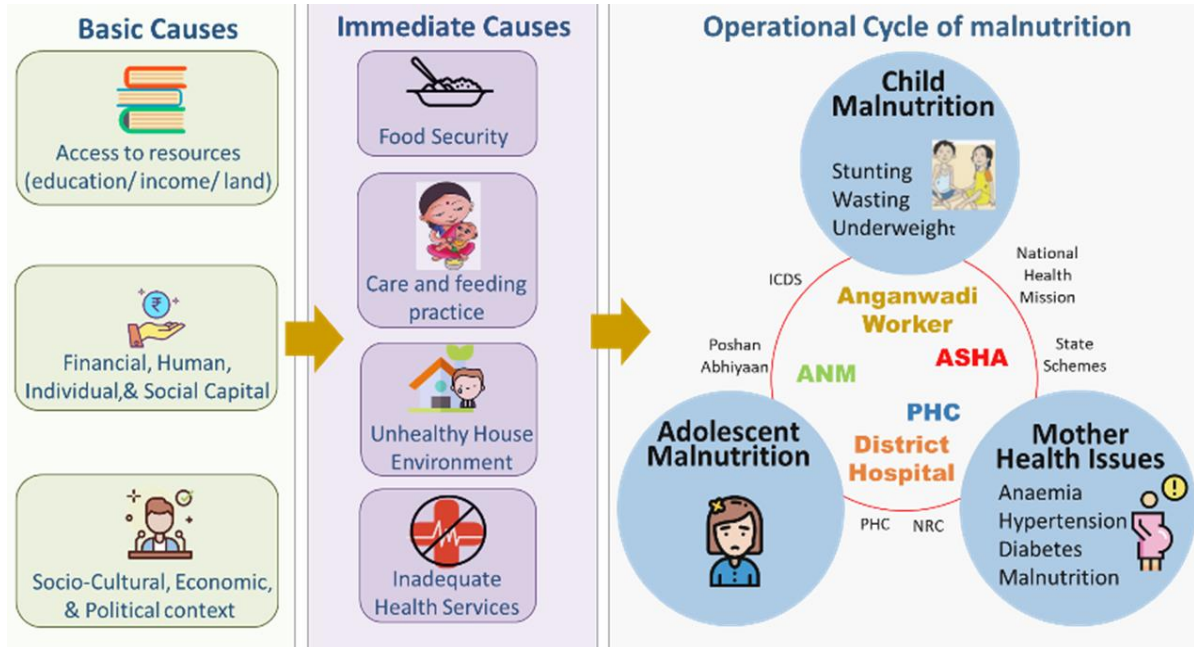 Basic Causes
Access to resources
(education/ income/ land)
Financial, Human,
Individual,& Social Capital
Socio-Cultural, Economic,
& Political context
Immediate Causes
Food Security
Care and feeding
practice
Unhealthy House
Environment
Inadequate
Health Services
Operational Cycle of malnutrition
Child
Malnutrition
Stunting
Wasting
Underweight
ICDS
National
Health
Mission
Anganwadi
Worker
Poshan
Abhiyaan
ANM
ASHA
State
Schemes
PHC
District
Hospital
Adolescent
Malnutrition
Mother
Health Issues
Anaemia
Hypertension
Diabetes
Malnutrition
PHC
NRC